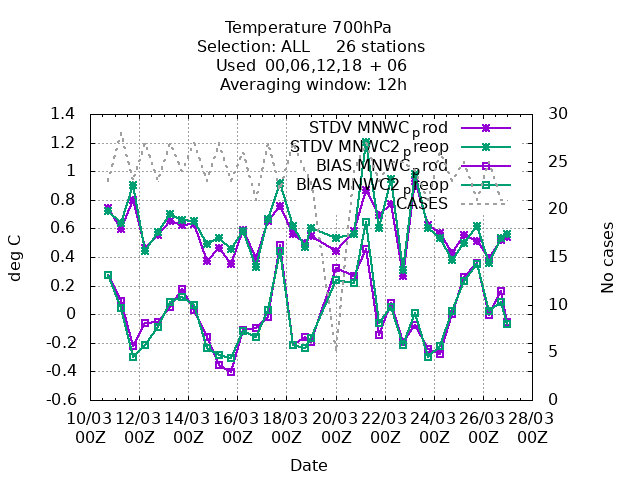 Temperature 700hPa
Selection: ALL 26 stations
Used 00,06,12,18 + 06
Averaging window: 12h
1.4
1.2
1
0.8
0.6
0.4
0.2
0
-0.2
-0.4
-0.6
deg C
30
25
20
15
10
5
0
No cases
STDV MNWC_prod
STDV MNWC2_preop
BIAS MNWC_prod
BIAS MNWC2_preop
CASES
10/03 12/03 14/03 16/03 18/03 20/03 22/03 24/03 26/03 28/03
00Z 00Z 00Z 00Z 00Z 00Z 00Z 00Z 00Z 00Z
Date